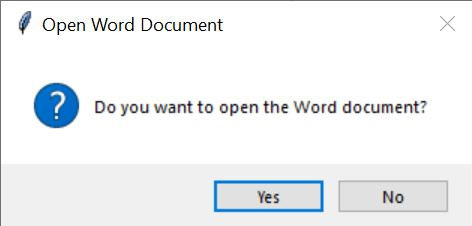 Open Word Document
Do you want to open the Word document?
Yes No